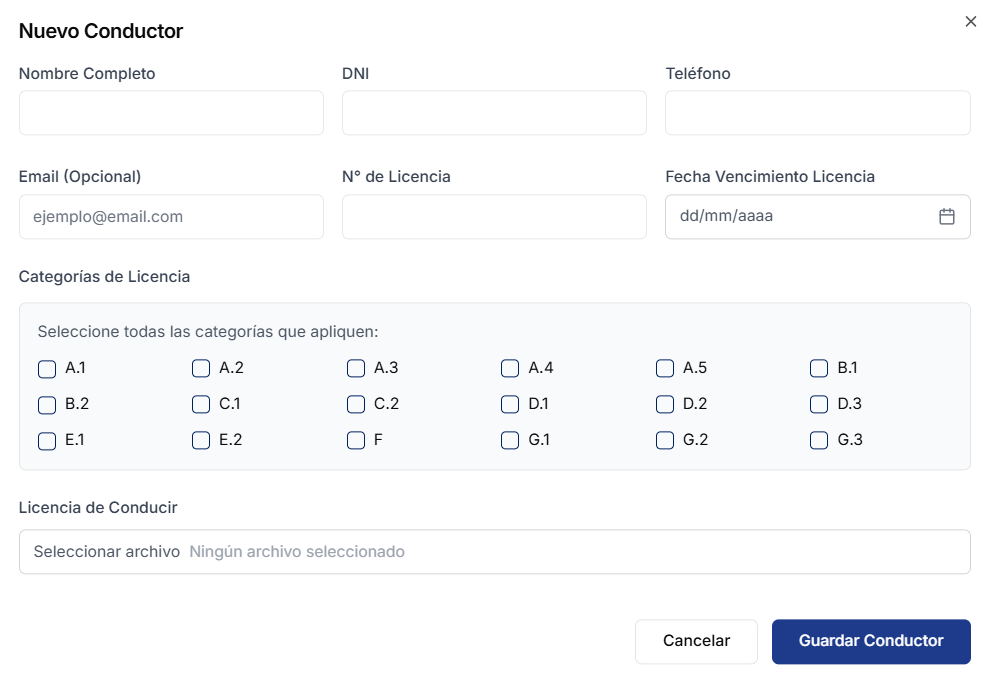 Nuevo Conductor
Nombre Completo DNI Teléfono
Email (Opcional) N° de Licencia Fecha Vencimiento Licencia
ejemplo@email.com dd/mm/aaaa
Categorías de Licencia
Seleccione todas las categorías que apliquen:
A.1 A.2 A.3 A.4 A.5 B.1
B.2 C.1 C.2 D.1 D.2 D.3
E.1 E.2 F G.1 G.2 G.3
Licencia de Conducir
Seleccionar archivo Ningún archivo seleccionado
Cancelar Guardar Conductor